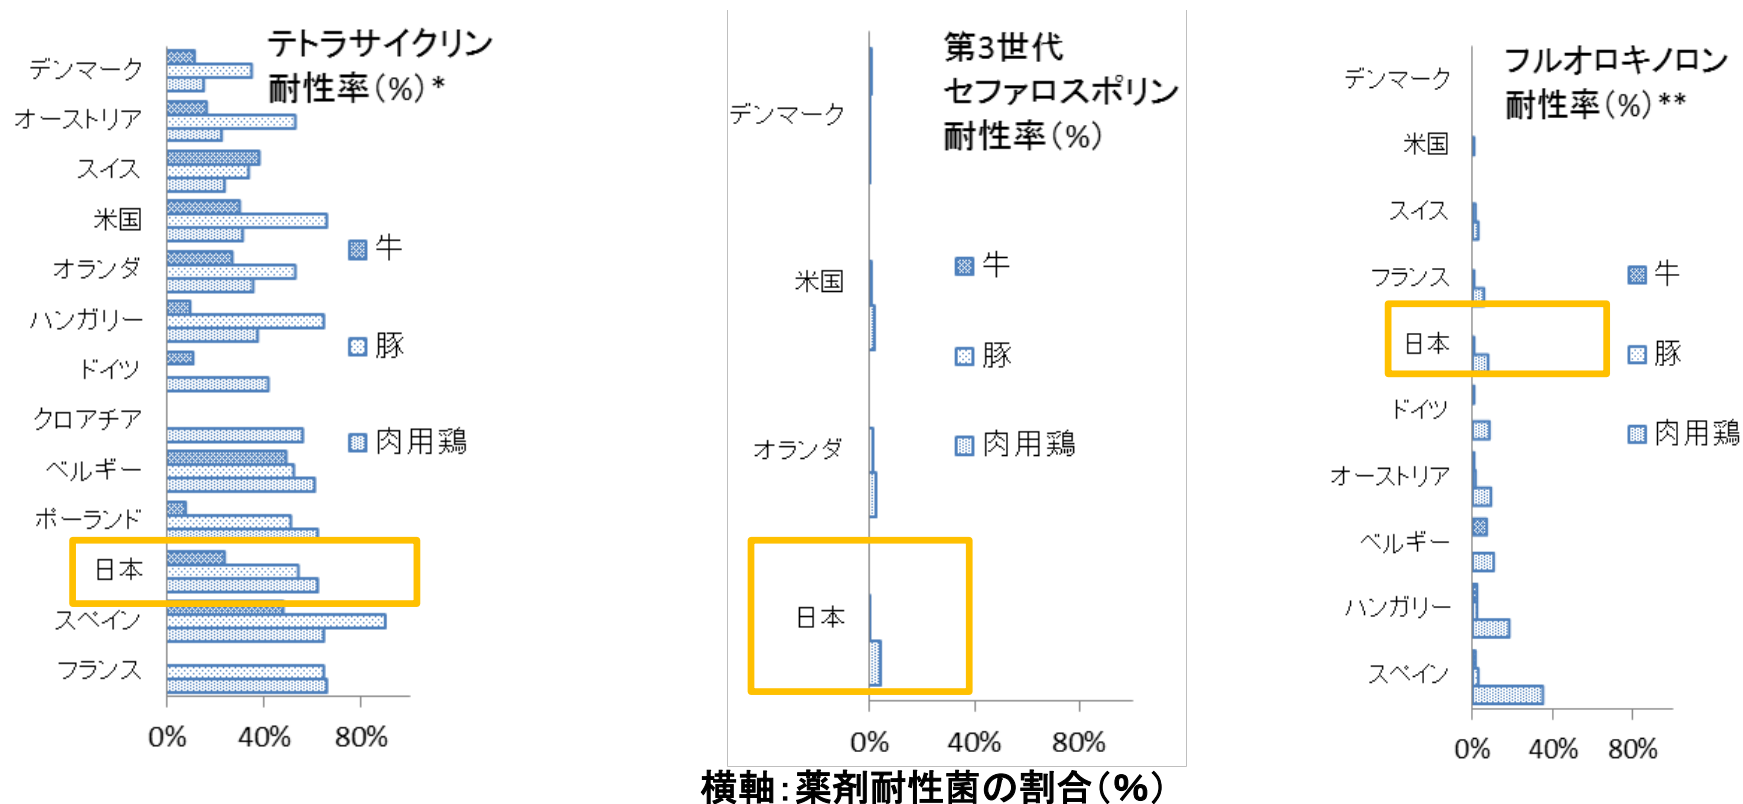 テトラサイクリン
耐性率(%)*
デンマーク
オーストリア
スイス
米国
オランダ
ハンガリー
ドイツ
クロアチア
ベルギー
ポーランド
日本
スペイン
フランス
牛
豚
肉用鶏
0% 40% 80%
第3世代
セファロスポリン
耐性率(%)
デンマーク
米国
オランダ
日本
牛
豚
肉用鶏
0% 40% 80%
フルオロキノロン
耐性率(%)**
デンマーク
米国
スイス
フランス
日本
ドイツ
オーストリア
ベルギー
ハンガリー
スペイン
牛
豚
肉用鶏
0% 40% 80%
横軸:薬剤耐性菌の割合(%)